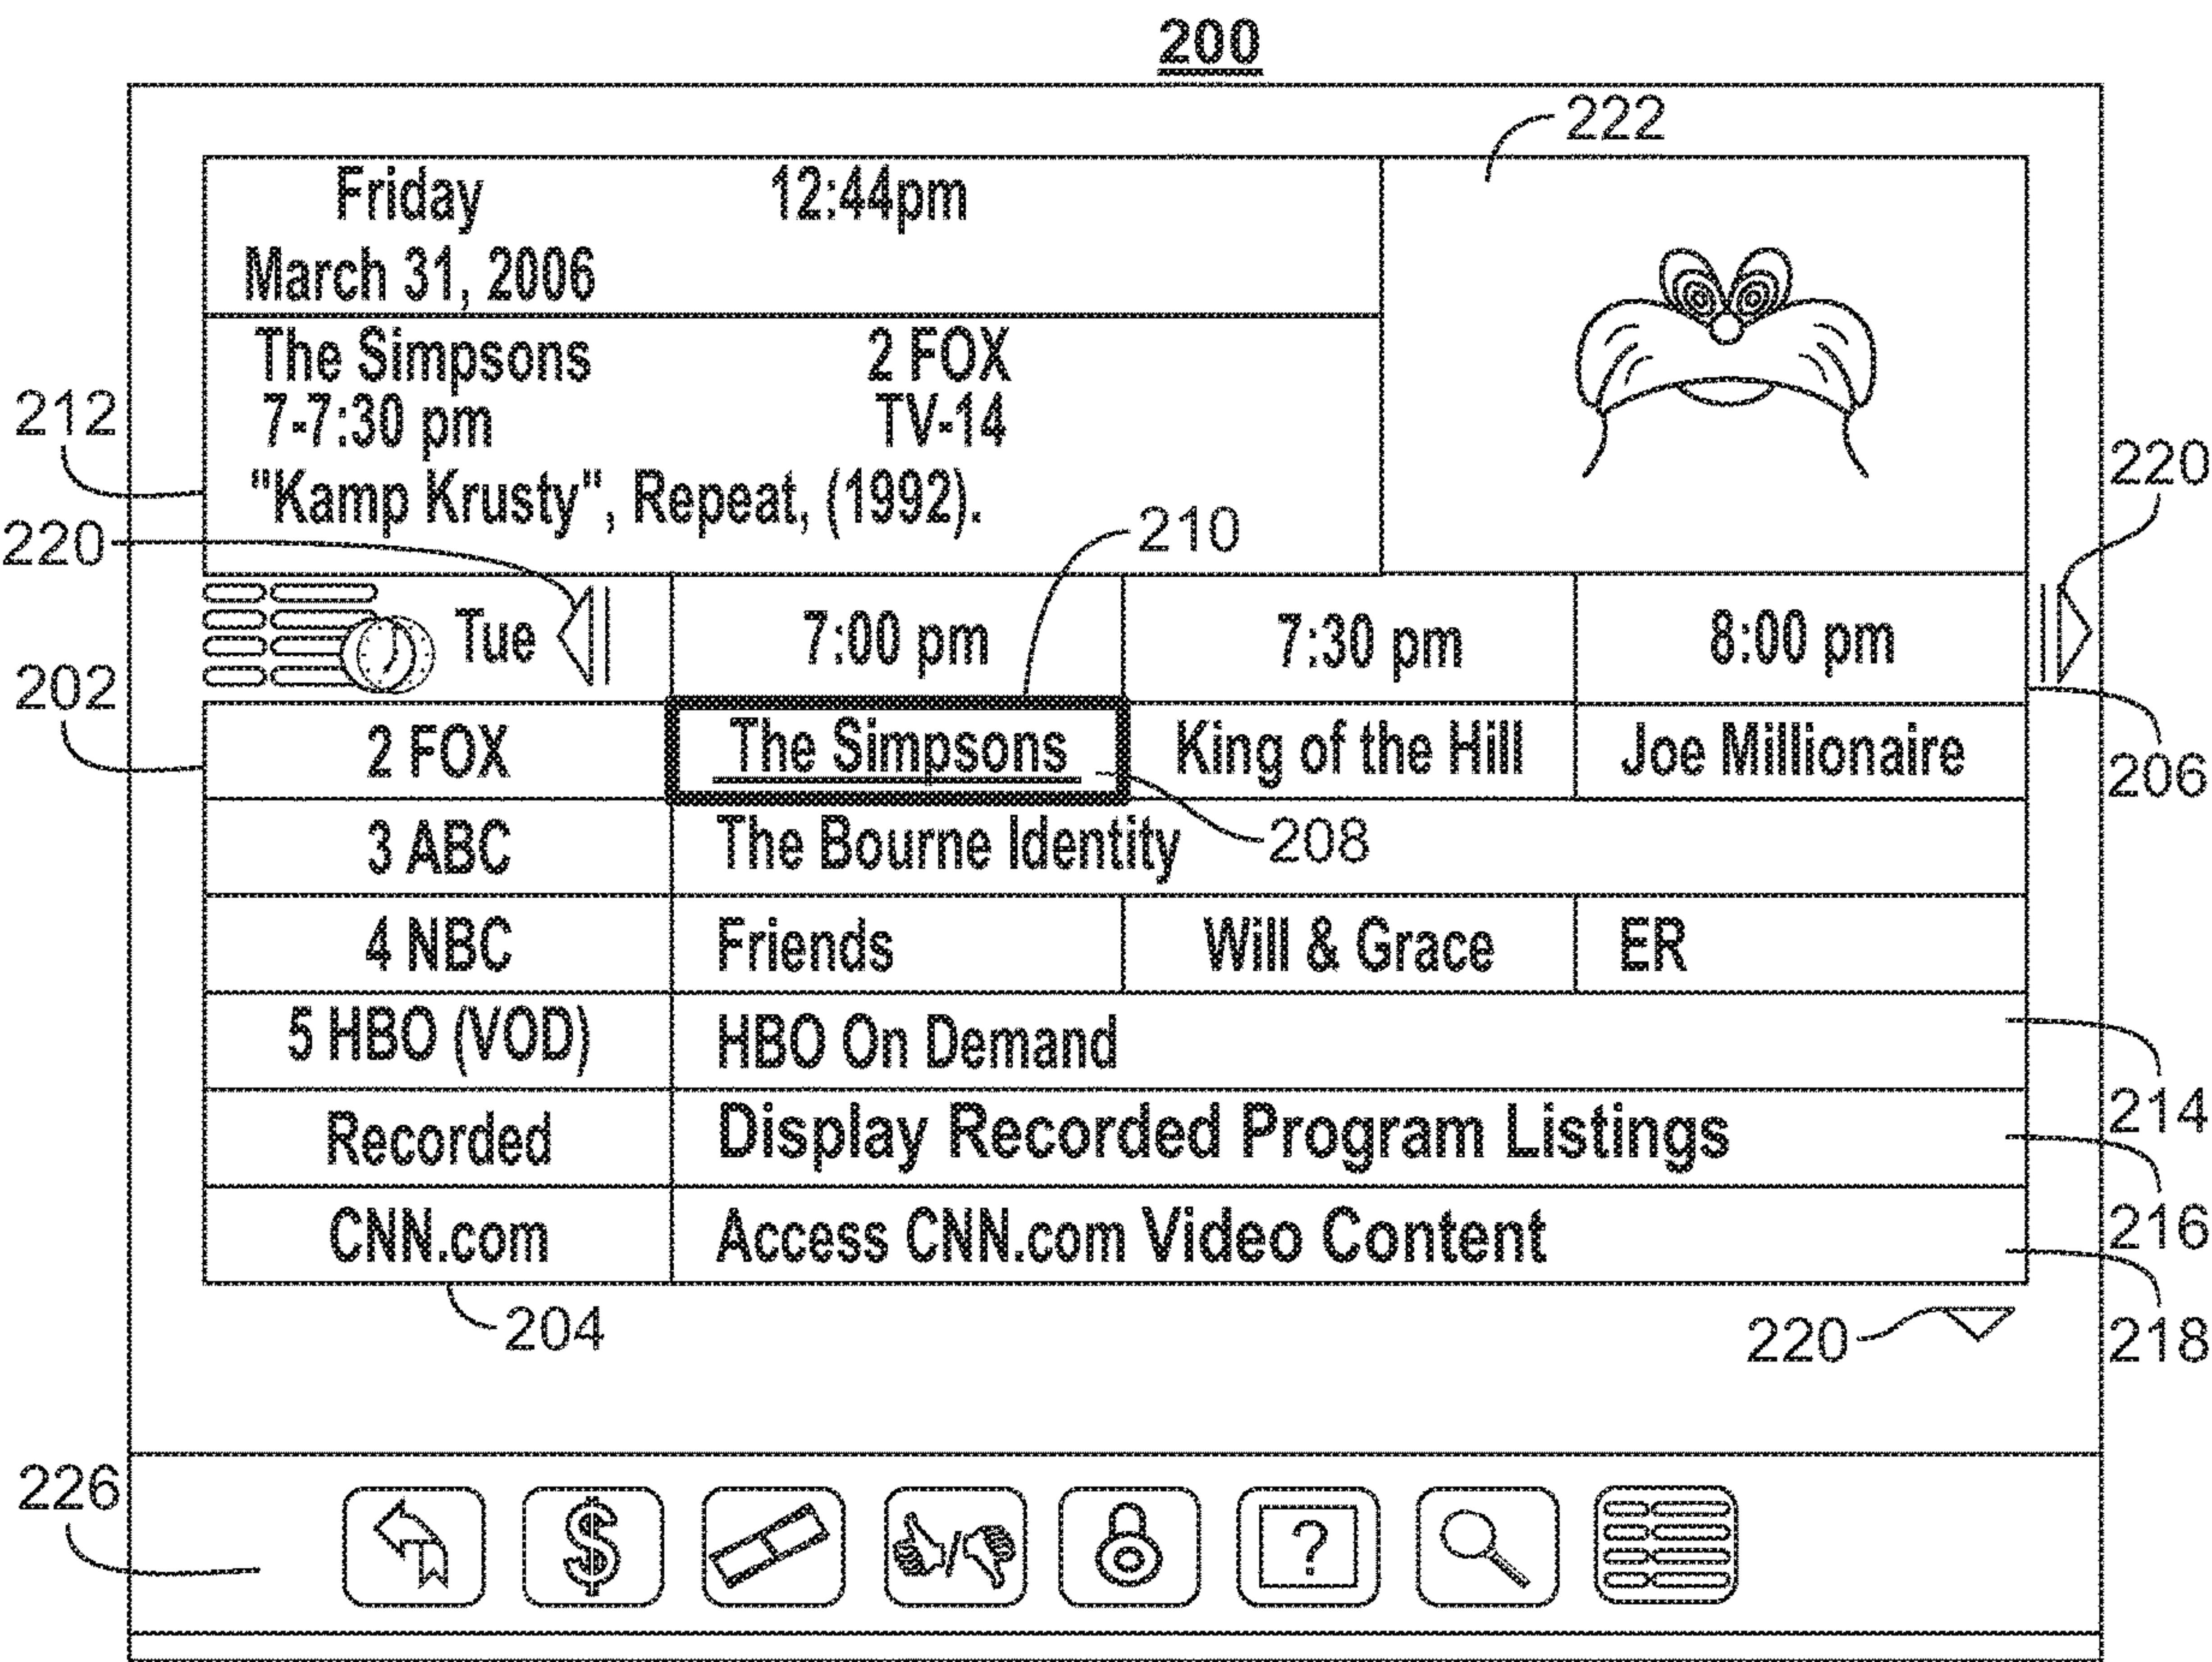 200
222
Friday 12:44pm
March 31, 2006
The Simpsons 2 FOX
7-7:30 pm TV-14
"Kamp Krusty", Repeat, (1992).
212
220
210
220
Tue 7:00 pm 7:30 pm 8:00 pm
202
206
2 FOX The Simpsons King of the Hill Joe Millionaire
3 ABC The Bourne Identity
208
4 NBC Friends Will & Grace ER
5 HBO (VOD) HBO On Demand
214
Recorded Display Recorded Program Listings
216
CNN.com Access CNN.com Video Content
218
204
220
226
$
?